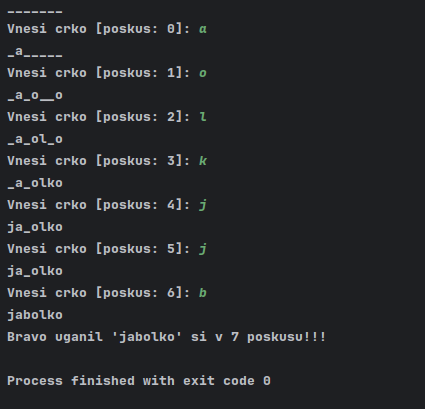 _______
Vnesi crko [poskus: 0]: a
_a_____
Vnesi crko [poskus: 1]: o
_a_o__o
Vnesi crko [poskus: 2]: l
_a_ol_o
Vnesi crko [poskus: 3]: k
_a_olko
Vnesi crko [poskus: 4]: j
ja_olko
Vnesi crko [poskus: 5]: j
ja_olko
Vnesi crko [poskus: 6]: b
jabolko
Bravo uganil 'jabolko' si v 7 poskusu!!!
Process finished with exit code 0